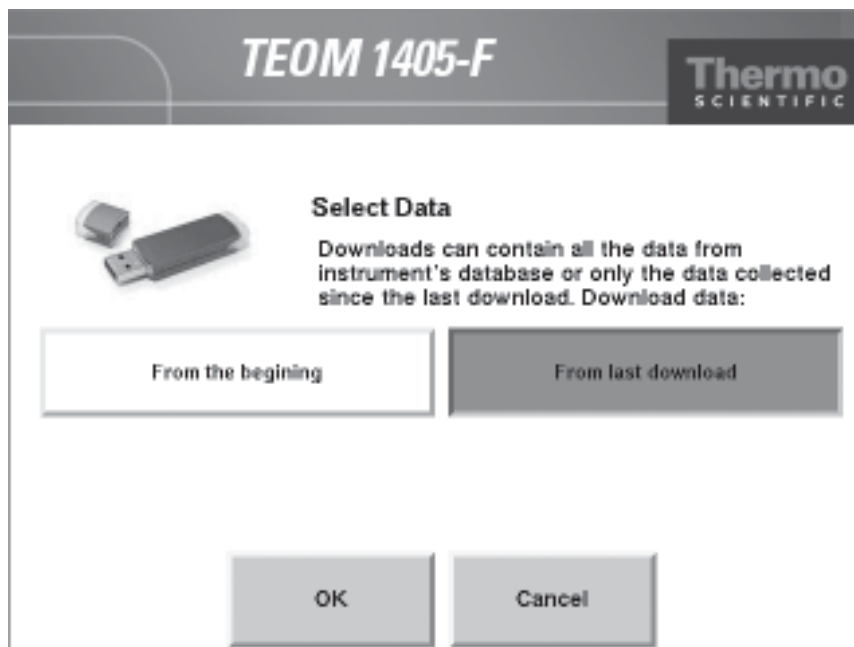 TEOM 1405-F
Thermo
SCIENTIFIC
Select Data
Downloads can contain all the data from
instrument's database or only the data collected
since the last download. Download data:
From the begining
From last download
OK
Cancel